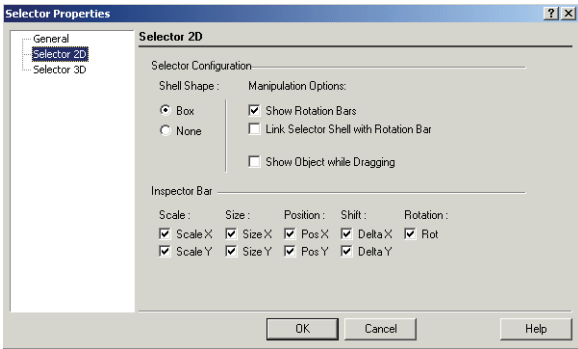 Selector Properties
General
Selector 2D
Selector 3D
Selector 2D
Selector Configuration
Shell Shape :
Manipulation Options:
Box
None
Show Rotation Bars
Link Selector Shell with Rotation Bar
Show Object while Dragging
Inspector Bar
Scale : Size : Position : Shift : Rotation :
Scale X Size X Pos X Delta X Rot
Scale Y Size Y Pos Y Delta Y
OK Cancel Help